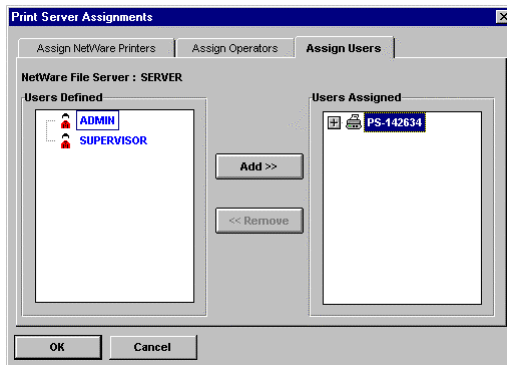 Print Server Assignments
Assign NetWare Printers
Assign Operators
Assign Users
NetWare File Server : SERVER
Users Defined
Users Assigned
ADMIN
SUPERVISOR
PS-142634
Add >>
<< Remove
OK
Cancel